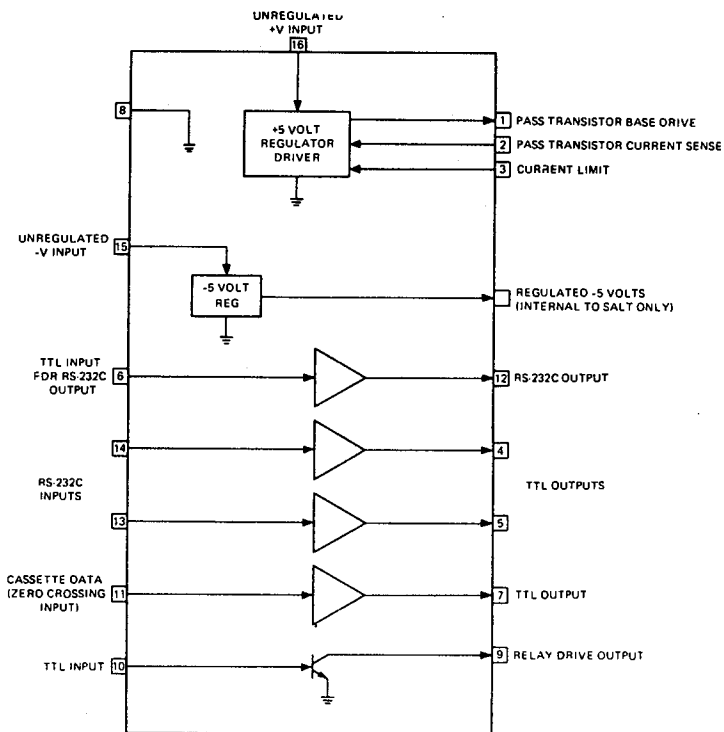 UNREGULATED
+V INPUT
16
8
+5 VOLT
REGULATOR
DRIVER
1 PASS TRANSISTOR BASE DRIVE
2 PASS TRANSISTOR CURRENT SENSE
3 CURRENT LIMIT
UNREGULATED
-V INPUT
15
-5 VOLT
REG
REGULATED -5 VOLTS
(INTERNAL TO SALT ONLY)
TTL INPUT
FOR RS-232C
OUTPUT
6
12 RS-232C OUTPUT
14
4
RS-232C
INPUTS
TTL OUTPUTS
13
5
CASSETTE DATA
(ZERO CROSSING
INPUT)
11
7 TTL OUTPUT
TTL INPUT 10
9 RELAY DRIVE OUTPUT